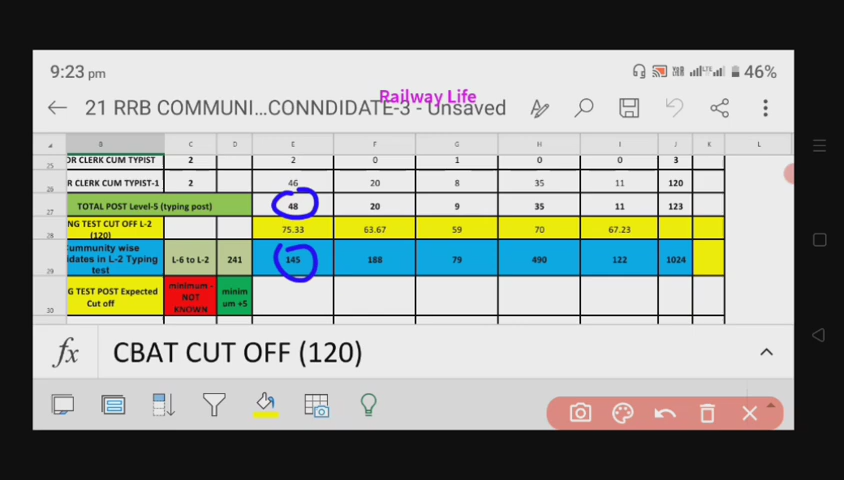 9:23 pm
46%
Railway Life
21 RRB COMMUNI...CONNDIDATE-3 - Unsaved
B C D E F G H I J K L
25 OR CLERK CUM TYPIST 2 2 0 1 0 0 3
26 R CLERK CUM TYPIST-1 2 46 20 8 35 11 120
27 TOTAL POST Level-5 (typing post) 48 20 9 35 11 123
28 NG TEST CUT OFF L-2 (120) 75.33 63.67 59 70 67.23
29 ummunity wise idates in L-2 Typing test L-6 to L-2 241 145 188 79 490 122 1024
30 G TEST POST Expected Cut off minimum - NOT KNOWN minim um +5
fx CBAT CUT OFF (120)